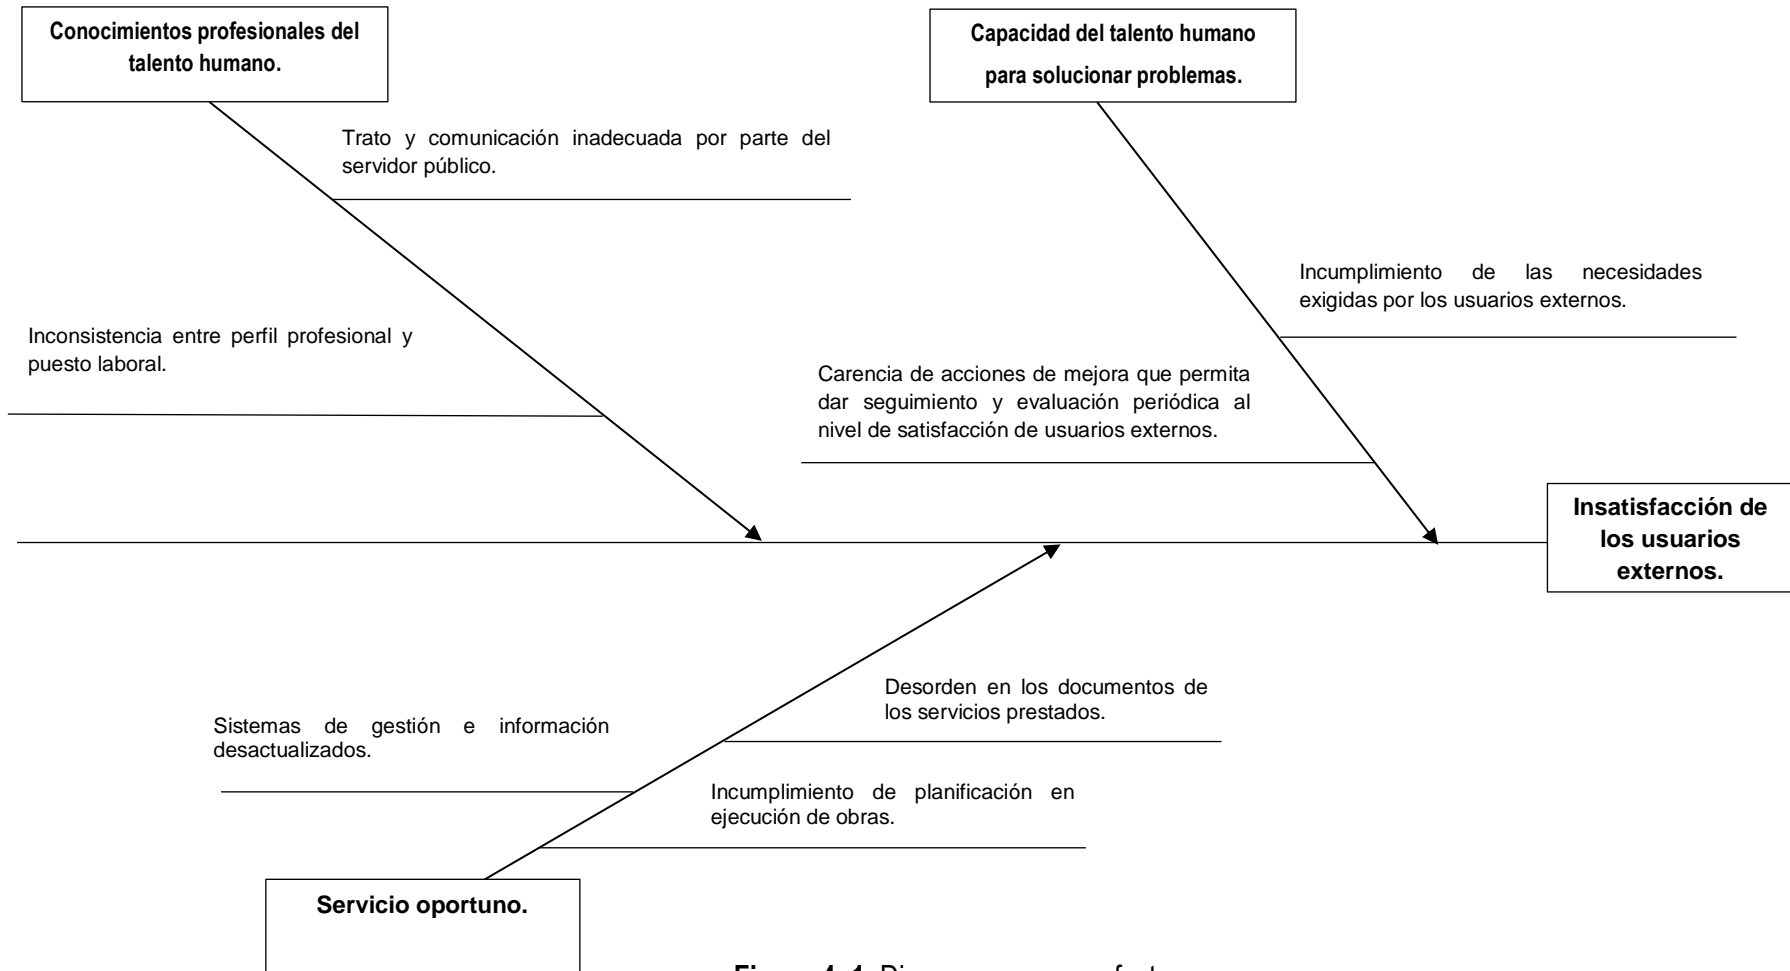 Conocimientos profesionales del
talento humano.
Capacidad del talento humano
para solucionar problemas.
Trato y comunicación inadecuada por parte del
servidor público.
Incumplimiento de las necesidades
exigidas por los usuarios externos.
Inconsistencia entre perfil profesional y
puesto laboral.
Carencia de acciones de mejora que permita
dar seguimiento y evaluación periódica al
nivel de satisfacción de usuarios externos.
Insatisfacción de
los usuarios
externos.
Desorden en los documentos de
los servicios prestados.
Sistemas de gestión e información
desactualizados.
Incumplimiento de planificación en
ejecución de obras.
Servicio oportuno.